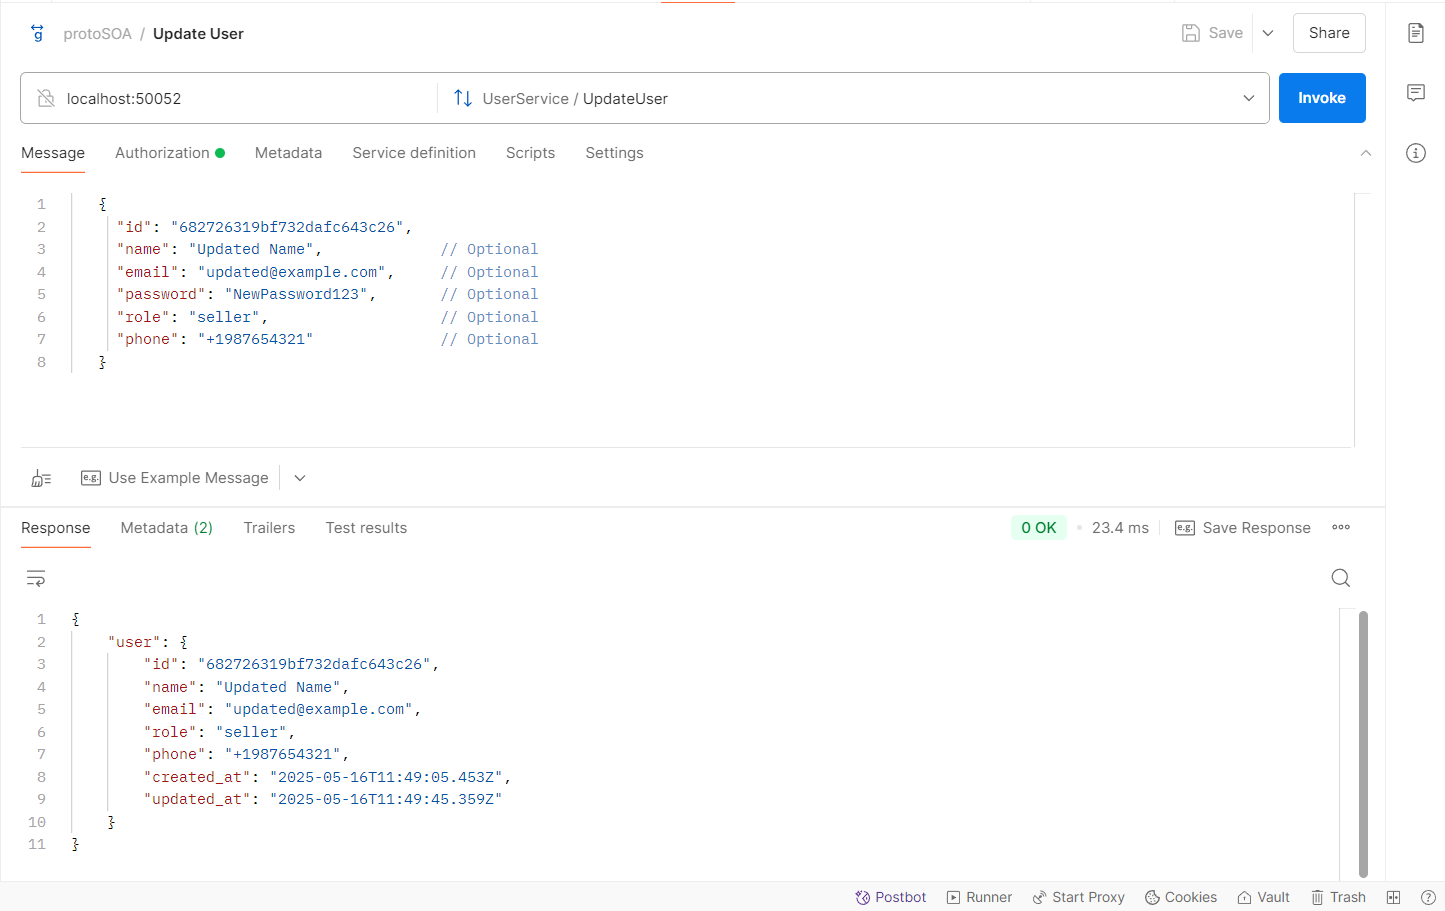 protoSOA / Update User
Save
Share
localhost:50052
UserService / UpdateUser
Invoke
Message Authorization Metadata Service definition Scripts Settings
1 {
2 "id": "682726319bf732dafc643c26",
3 "name": "Updated Name", // Optional
4 "email": "updated@example.com", // Optional
5 "password": "NewPassword123", // Optional
6 "role": "seller", // Optional
7 "phone": "+1987654321" // Optional
8 }
e.g. Use Example Message
Response Metadata (2) Trailers Test results
0 OK 23.4 ms e.g. Save Response
1 {
2 "user": {
3 "id": "682726319bf732dafc643c26",
4 "name": "Updated Name",
5 "email": "updated@example.com",
6 "role": "seller",
7 "phone": "+1987654321",
8 "created_at": "2025-05-16T11:49:05.453Z",
9 "updated_at": "2025-05-16T11:49:45.359Z"
10 }
11 }
Postbot Runner Start Proxy Cookies Vault Trash